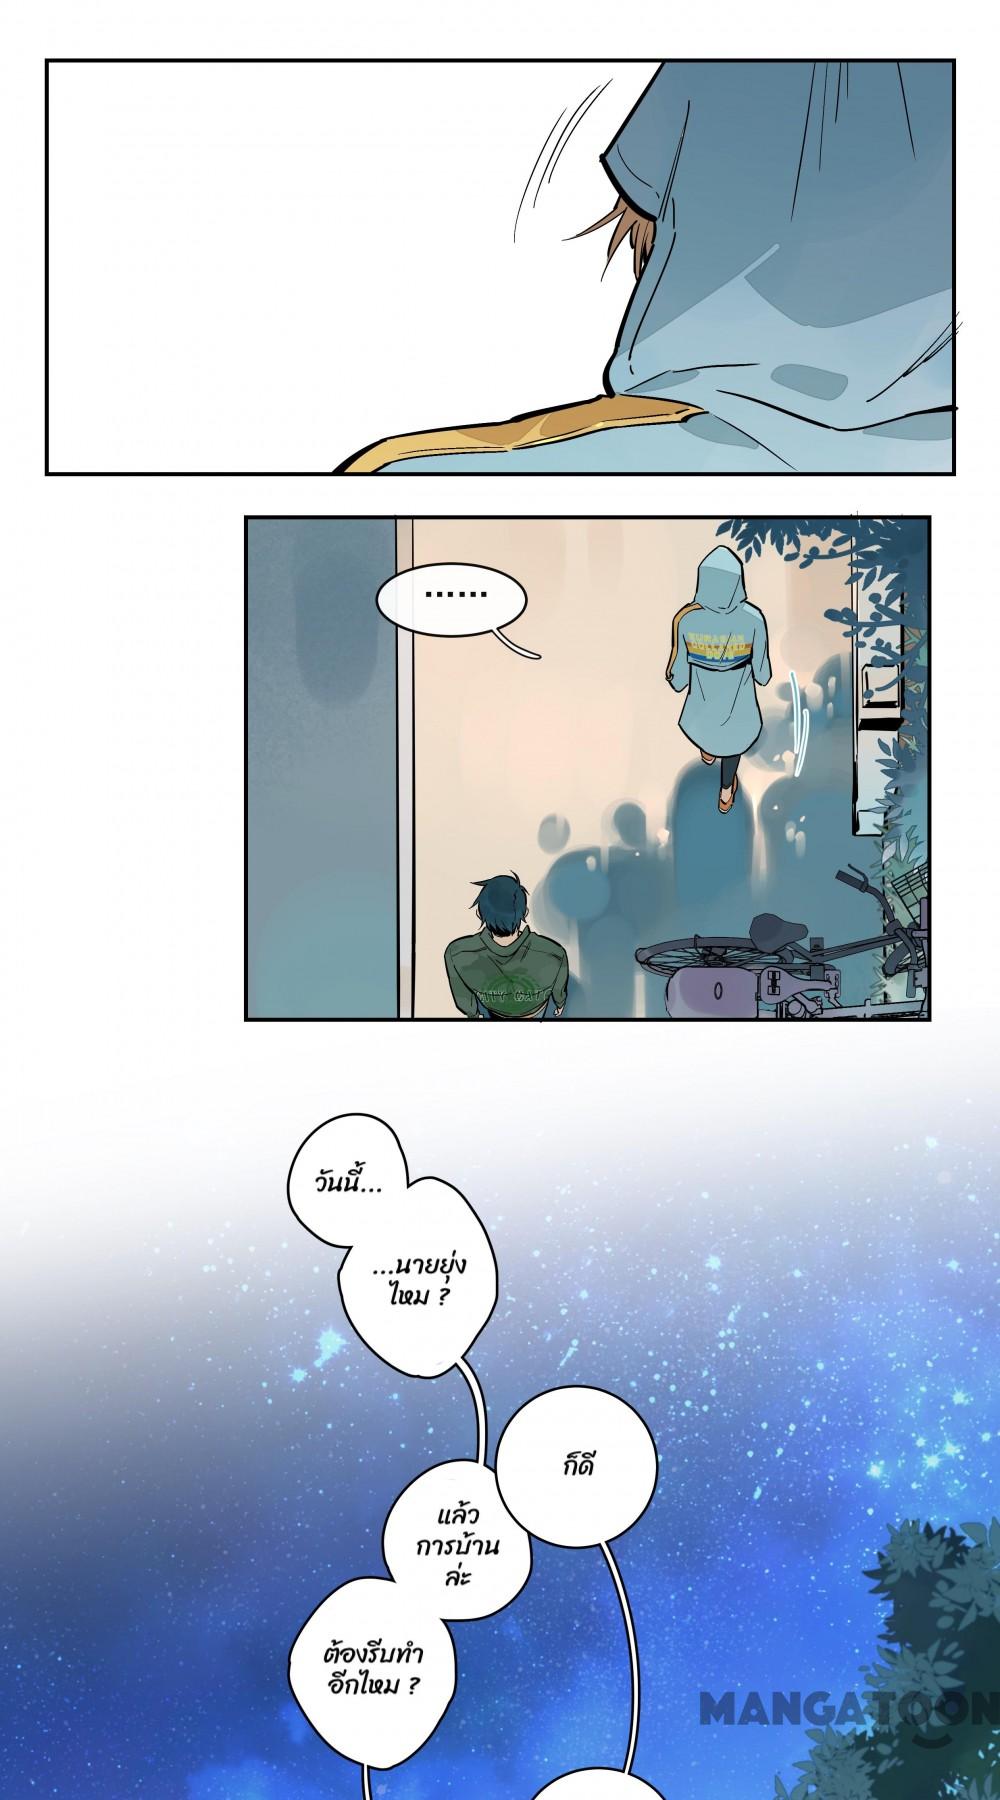 ......
วันนี้...
...นายยุ่ง
ไหม ?
ก็ดี
แล้ว
การบ้าน
ล่ะ
ต้องรีบทำ
อีกไหม ?
MANGATOON